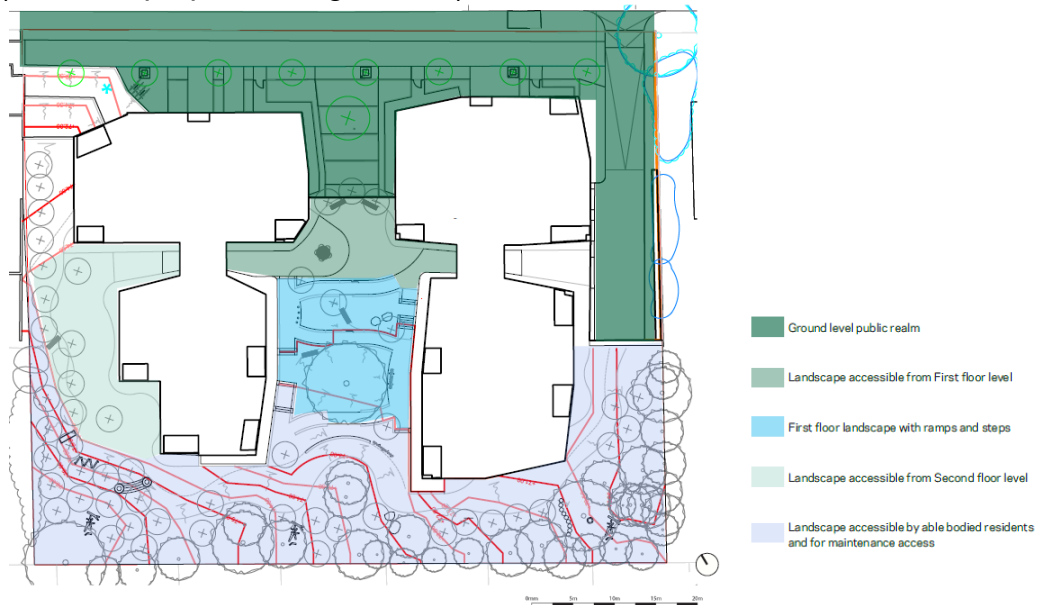 Ground level public realm
Landscape accessible from First floor level
First floor landscape with ramps and steps
Landscape accessible from Second floor level
Landscape accessible by able bodied residents
and for maintenance access
0mm 5m 10m 15m 20m